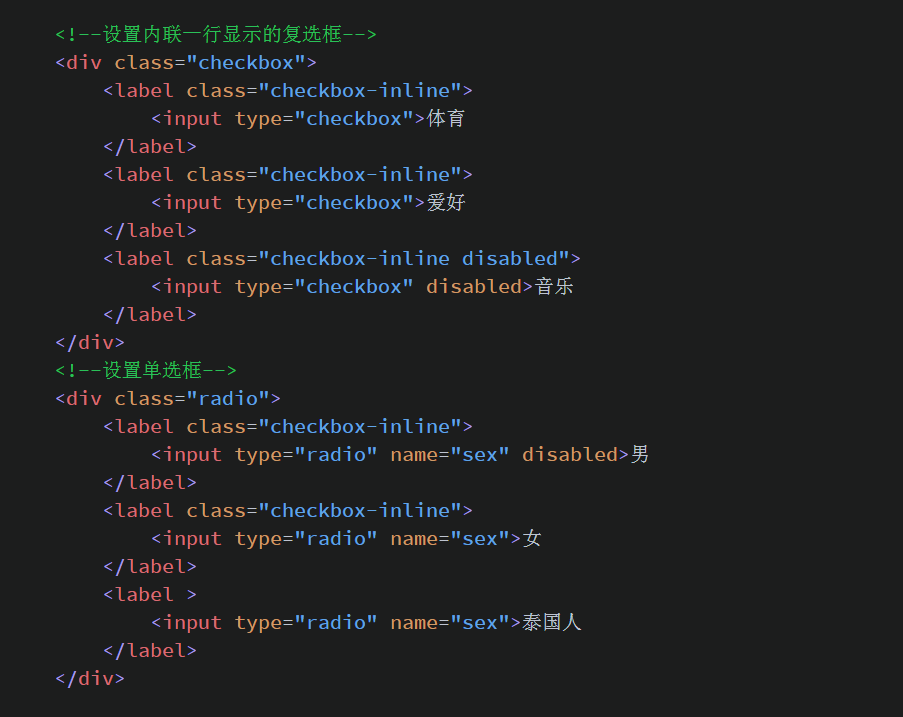 <!--设置内联一行显示的复选框-->
<div class="checkbox">
<label class="checkbox-inline">
<input type="checkbox">体育
</label>
<label class="checkbox-inline">
<input type="checkbox">爱好
</label>
<label class="checkbox-inline disabled">
<input type="checkbox" disabled>音乐
</label>
</div>
<!--设置单选框-->
<div class="radio">
<label class="checkbox-inline">
<input type="radio" name="sex" disabled>男
</label>
<label class="checkbox-inline">
<input type="radio" name="sex">女
</label>
<label >
<input type="radio" name="sex">泰国人
</label>
</div>